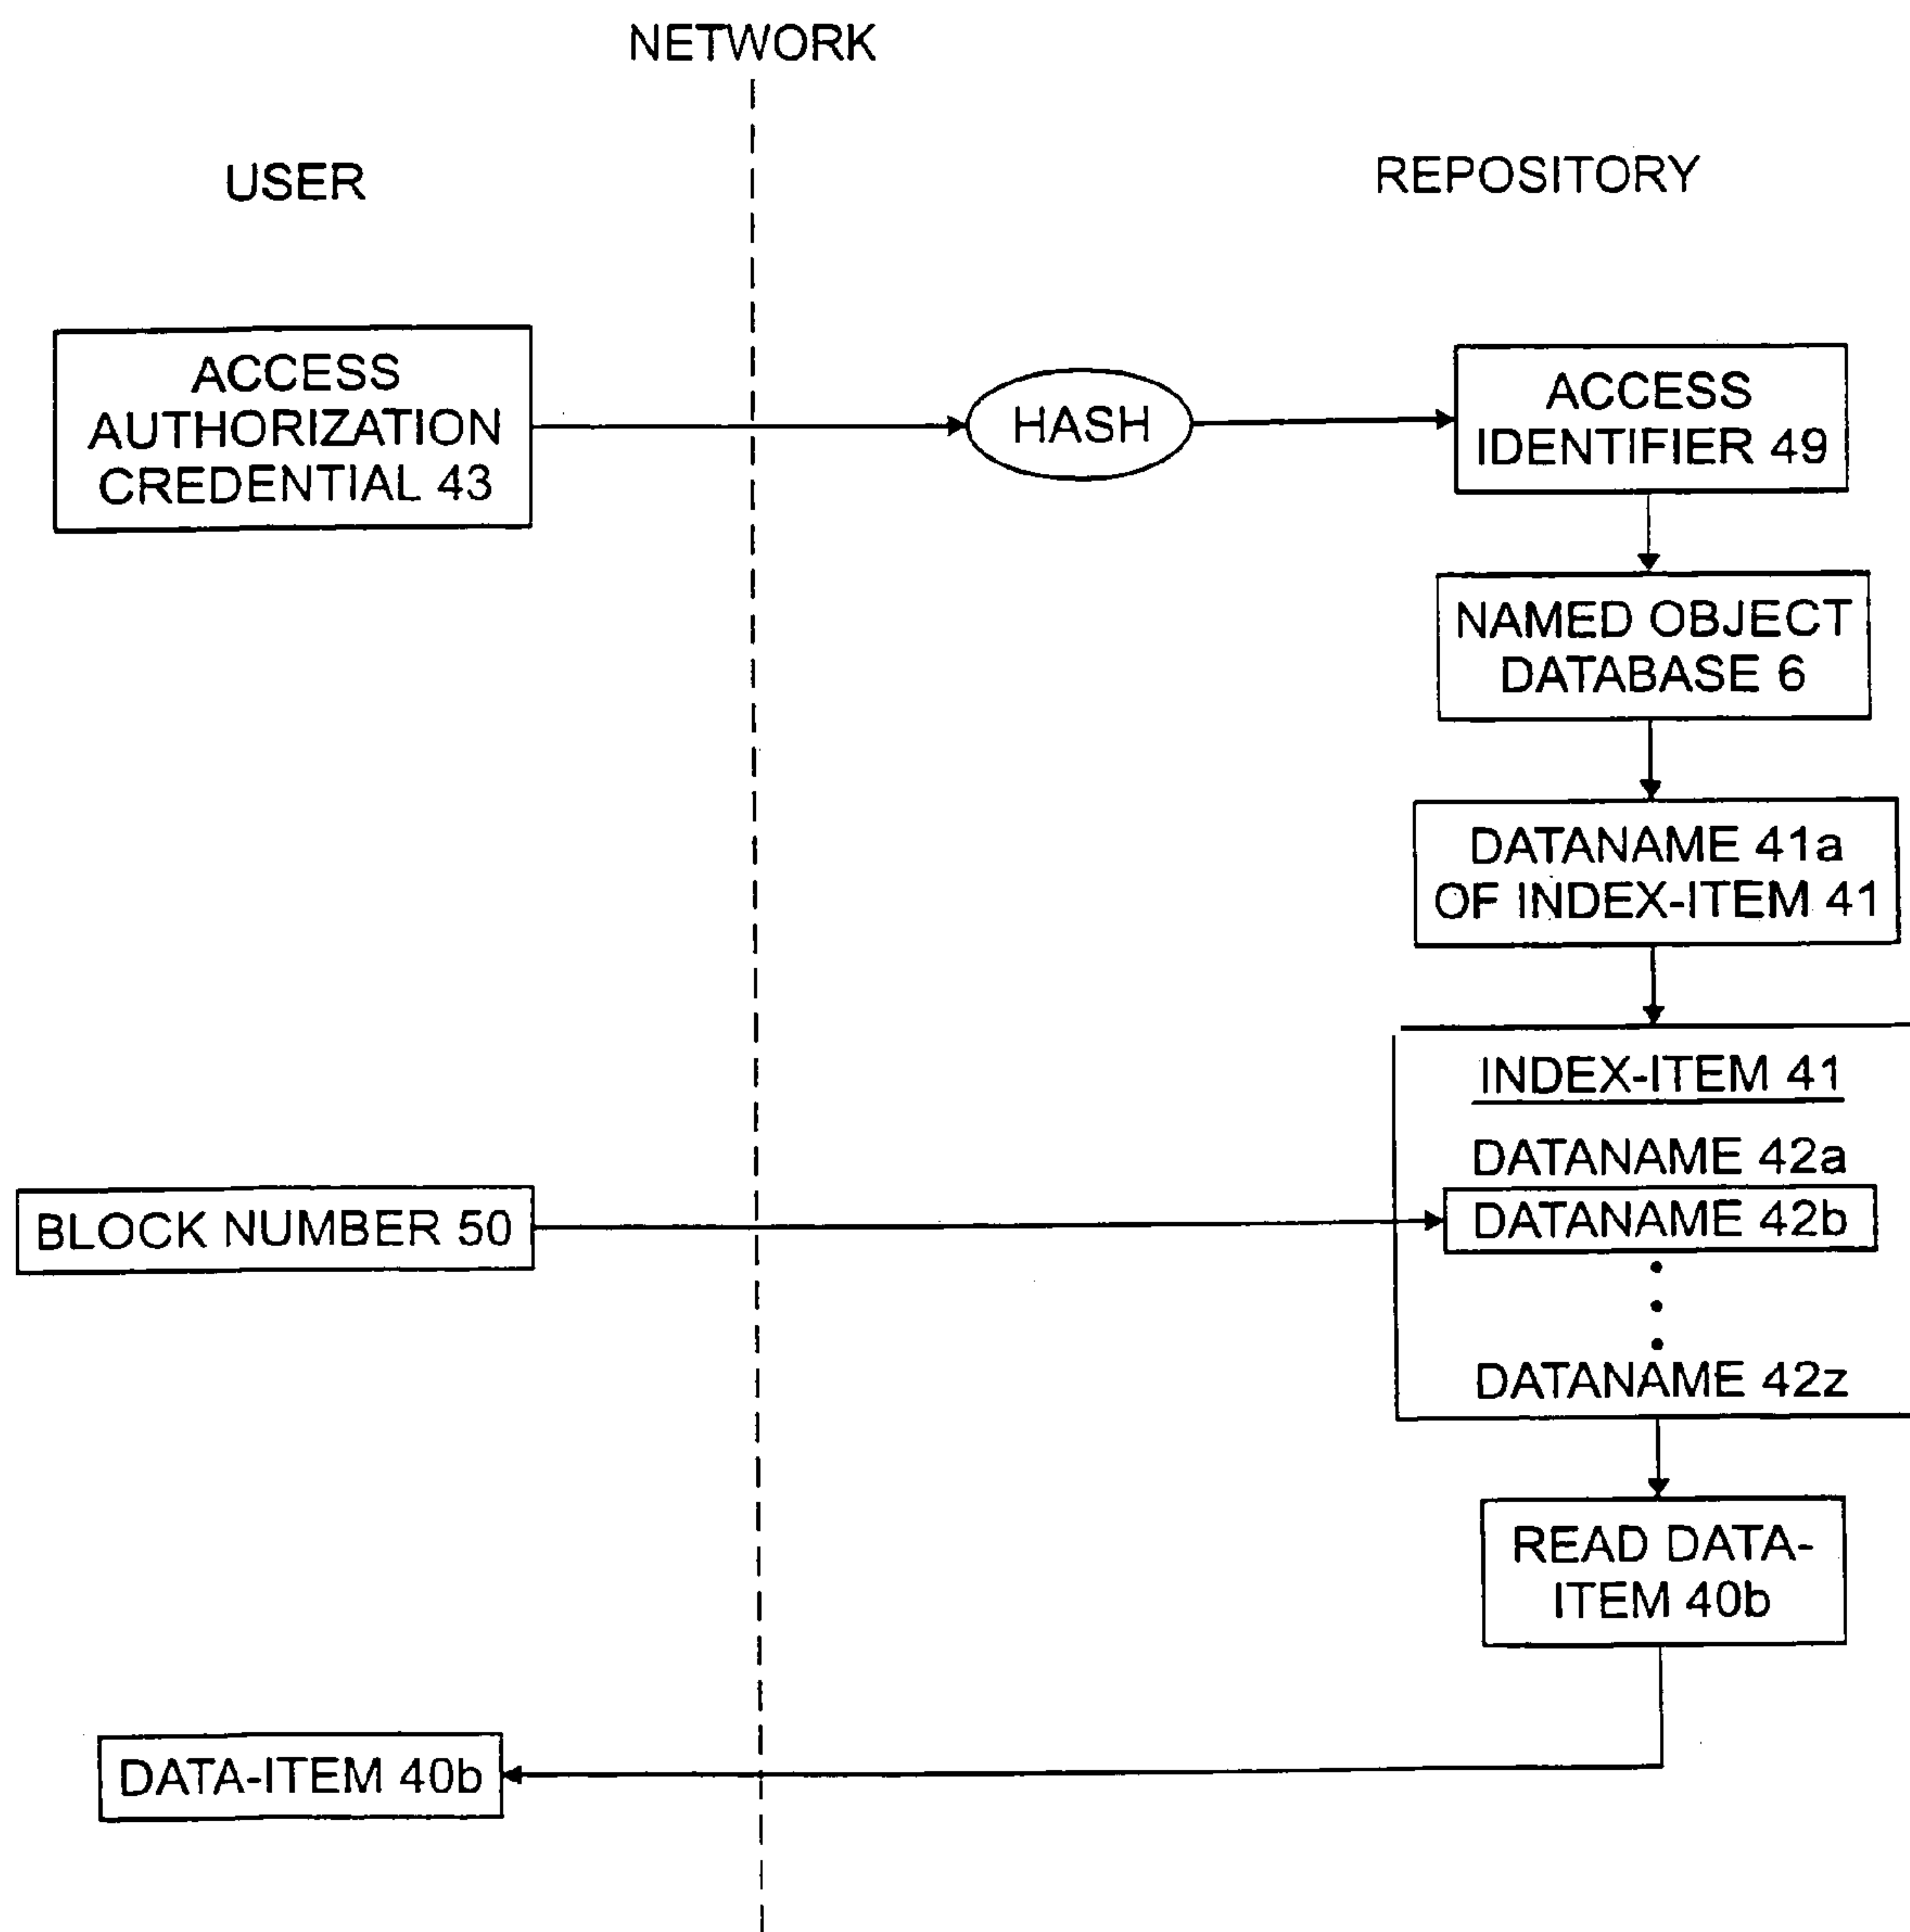 NETWORK
USER
REPOSITORY
ACCESS
AUTHORIZATION
CREDENTIAL 43
HASH
ACCESS
IDENTIFIER 49
NAMED OBJECT
DATABASE 6
DATANAME 41a
OF INDEX-ITEM 41
INDEX-ITEM 41
DATANAME 42a
BLOCK NUMBER 50
DATANAME 42b
DATANAME 42z
READ DATA-
ITEM 40b
DATA-ITEM 40b